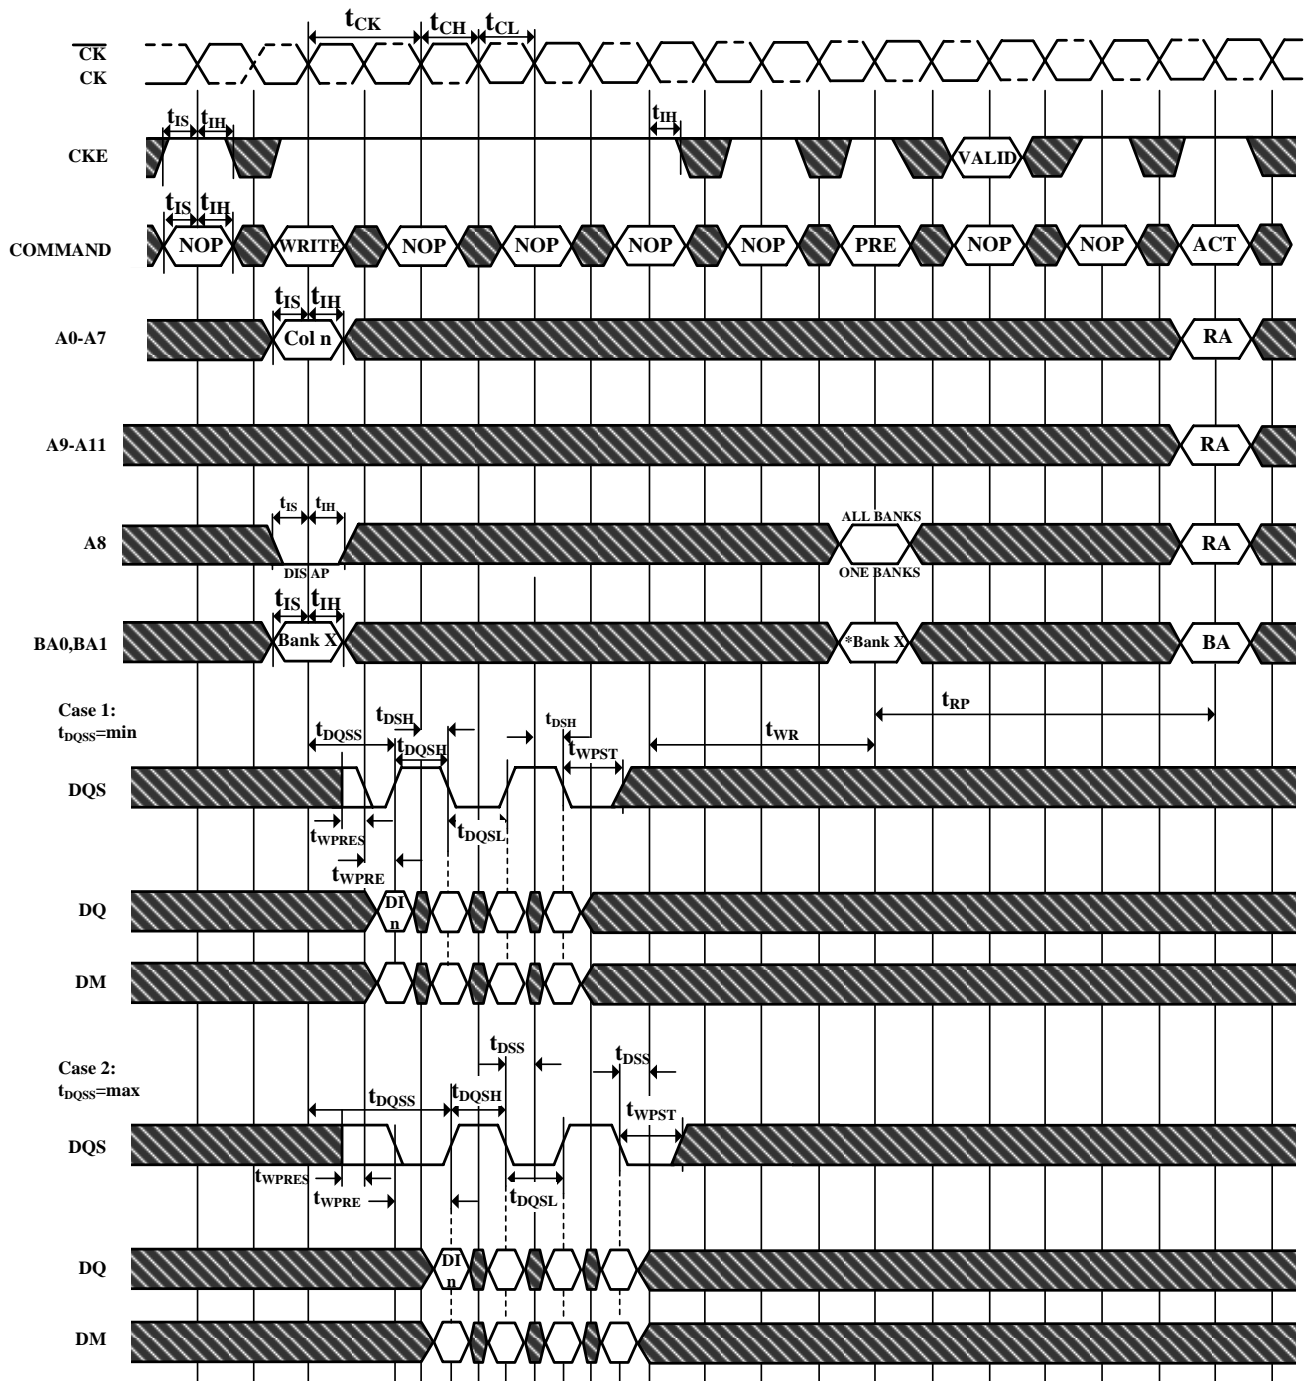 tCK tCH tCL
CK
CK
tIS tIH tIH
CKE VALID
tIS tIH
COMMAND NOP WRITE NOP NOP NOP NOP PRE NOP NOP ACT
tIS tIH
A0-A7 Col n RA
A9-A11 RA
tIS tIH ALL BANKS
A8 RA
DIS AP ONE BANKS
tIS tIH
BA0,BA1 Bank X *Bank X BA
Case 1:
tDQSS=min
tDSH tDSH tRP
tDQSS tDQSH tWPST tWR
DQS
tWPRES tDQSL
tWPRE
DQ DI n
DM
Case 2:
tDQSS=max
tDSS tDSS
tDQSS tDQSH tWPST
DQS
tWPRES tWPRE tDQSL
DQ DI n
DM